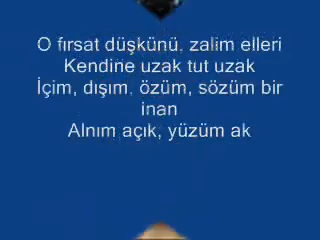 O fırsat düşkünü, zalim elleri
Kendine uzak tut uzak
İçim, dışım, özüm, sözüm bir
inan
Alnım açık, yüzüm ak